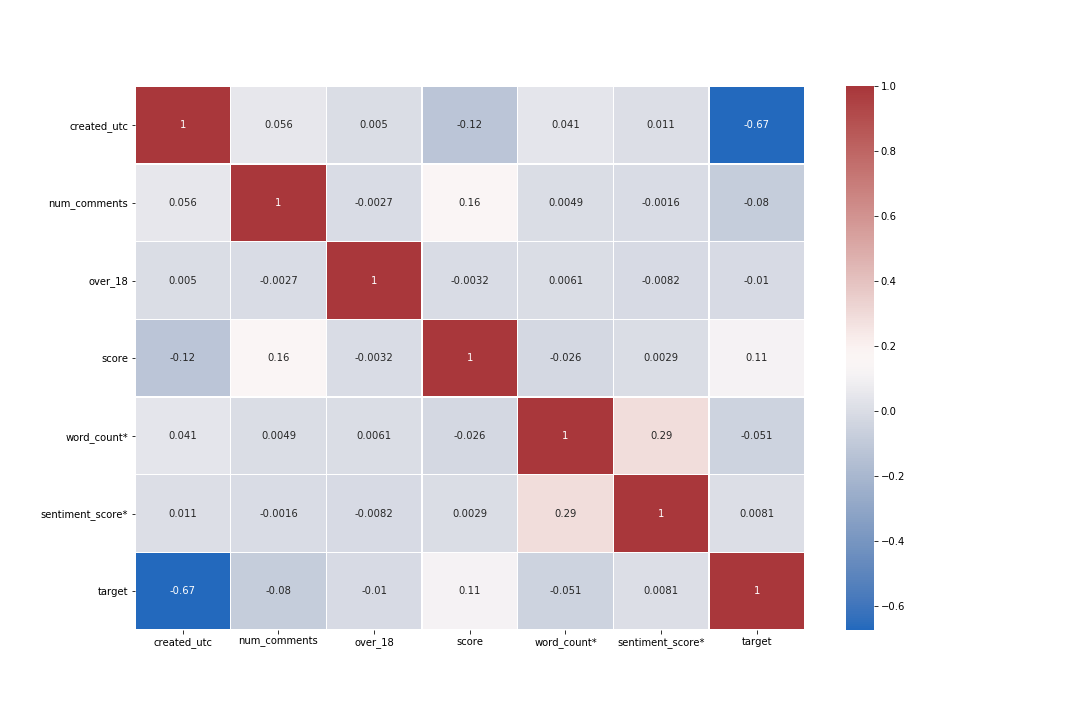 created_utc 1 0.056 0.005 -0.12 0.041 0.011 -0.67
num_comments 0.056 1 -0.0027 0.16 0.0049 -0.0016 -0.08
over_18 0.005 -0.0027 1 -0.0032 0.0061 -0.0082 -0.01
score -0.12 0.16 -0.0032 1 -0.026 0.0029 0.11
word_count* 0.041 0.0049 0.0061 -0.026 1 0.29 -0.051
sentiment_score* 0.011 -0.0016 -0.0082 0.0029 0.29 1 0.0081
target -0.67 -0.08 -0.01 0.11 -0.051 0.0081 1
created_utc num_comments over_18 score word_count* sentiment_score* target
1.0
0.8
0.6
0.4
0.2
0.0
−0.2
−0.4
−0.6